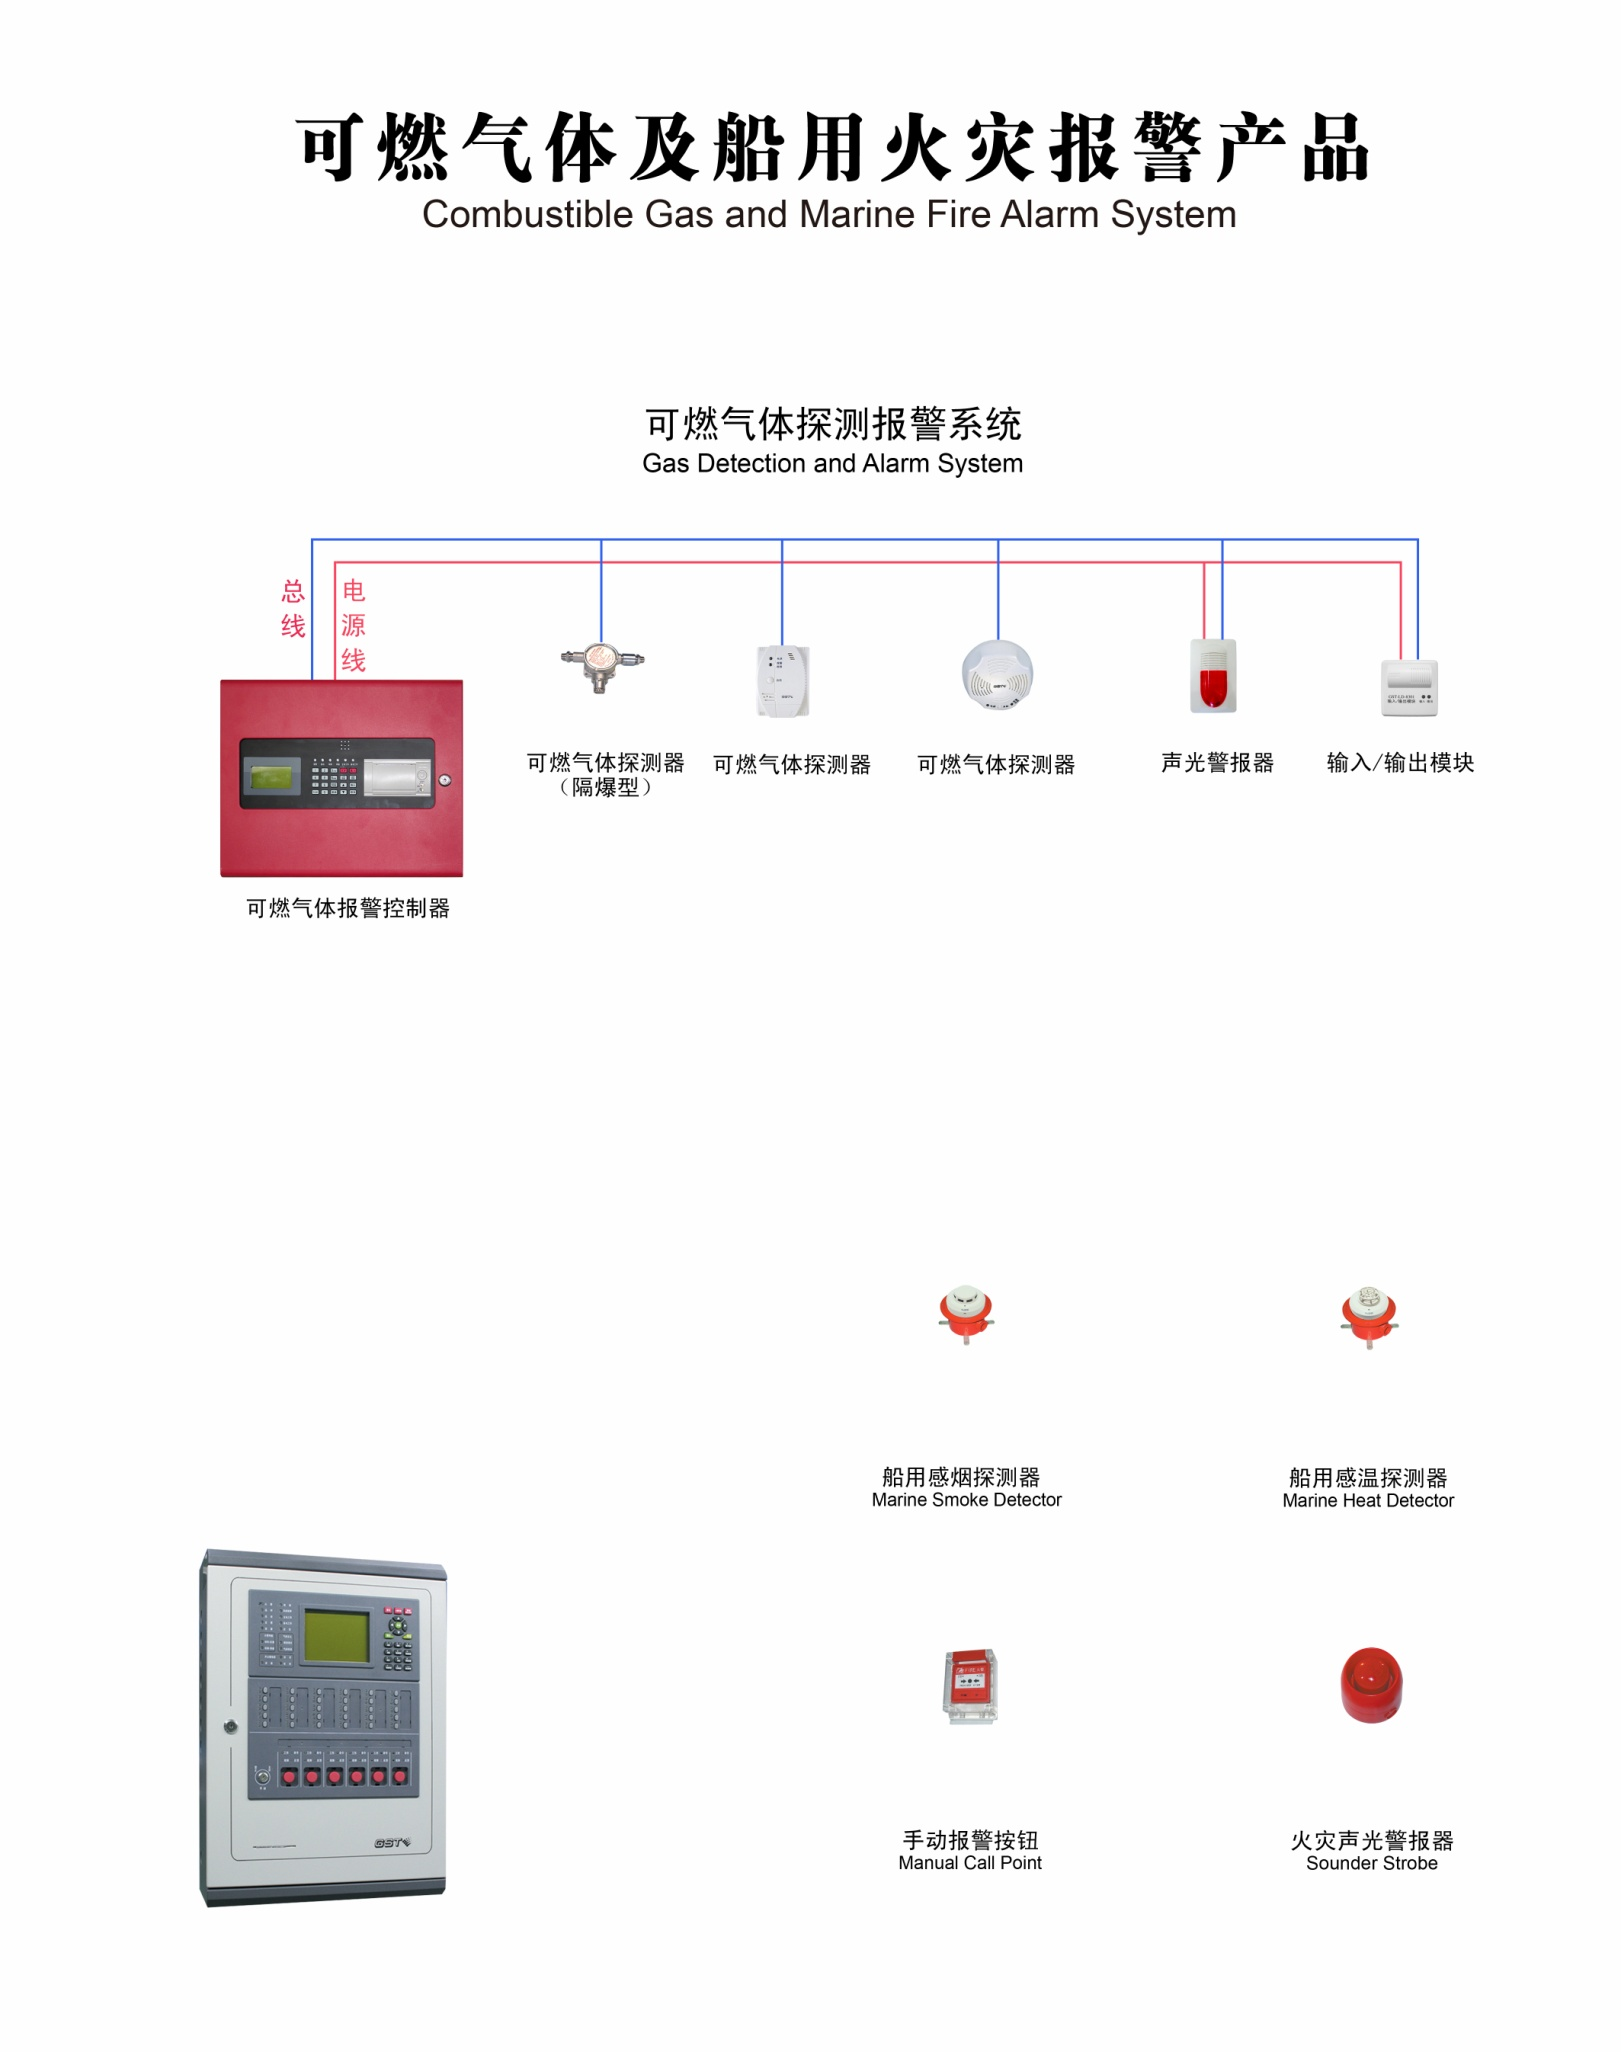 可燃气体及船用火灾报警产品
Combustible Gas and Marine Fire Alarm System
可燃气体探测报警系统
Gas Detection and Alarm System
总线
电源线
可燃气体探测器
（隔爆型）
可燃气体探测器
可燃气体探测器
声光警报器
输入/输出模块
可燃气体报警控制器
船用感烟探测器
Marine Smoke Detector
船用感温探测器
Marine Heat Detector
GST
手动报警按钮
Manual Call Point
火灾声光警报器
Sounder Strobe